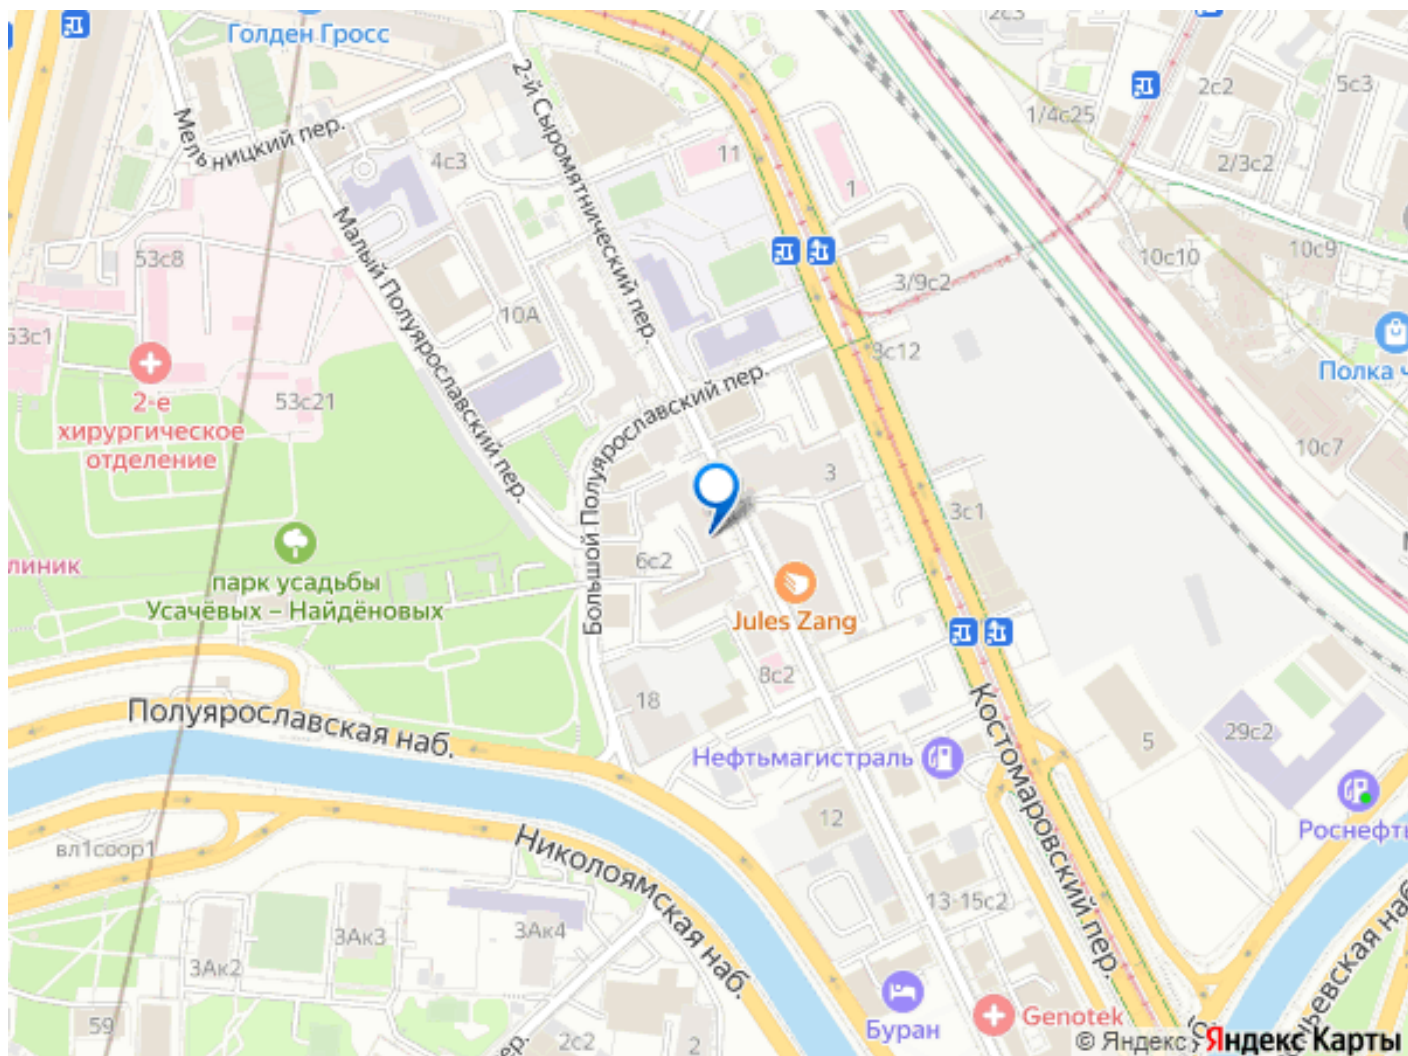 Голден Гросс
2с3
2с2
5с3
1/4с25
2/3с2
Мельницкий пер.
2-й Сыромятнический пер.
4с3
11
1
53с8
Малый Полуярославский пер.
10А
3/9с2
10с10
10с9
53с1
Полка ч
2-е
хирургическое
отделение
53с21
Большой Полуярославский пер.
10с7
3
3с1
линик
парк усадьбы
Усачёвых – Найдёновых
6с2
Jules Zang
8с2
18
Полуярославская наб.
Нефтьмагистраль
Костомаровский пер.
5
29с2
Роснефть
12
вл1соор1
Николоямская наб.
13-15с2
3Ак2
3Ак3
3Ак4
59
Буран
Genotek
2с2
2
пер.
ьевская наб
© Яндекс Яндекс Карты